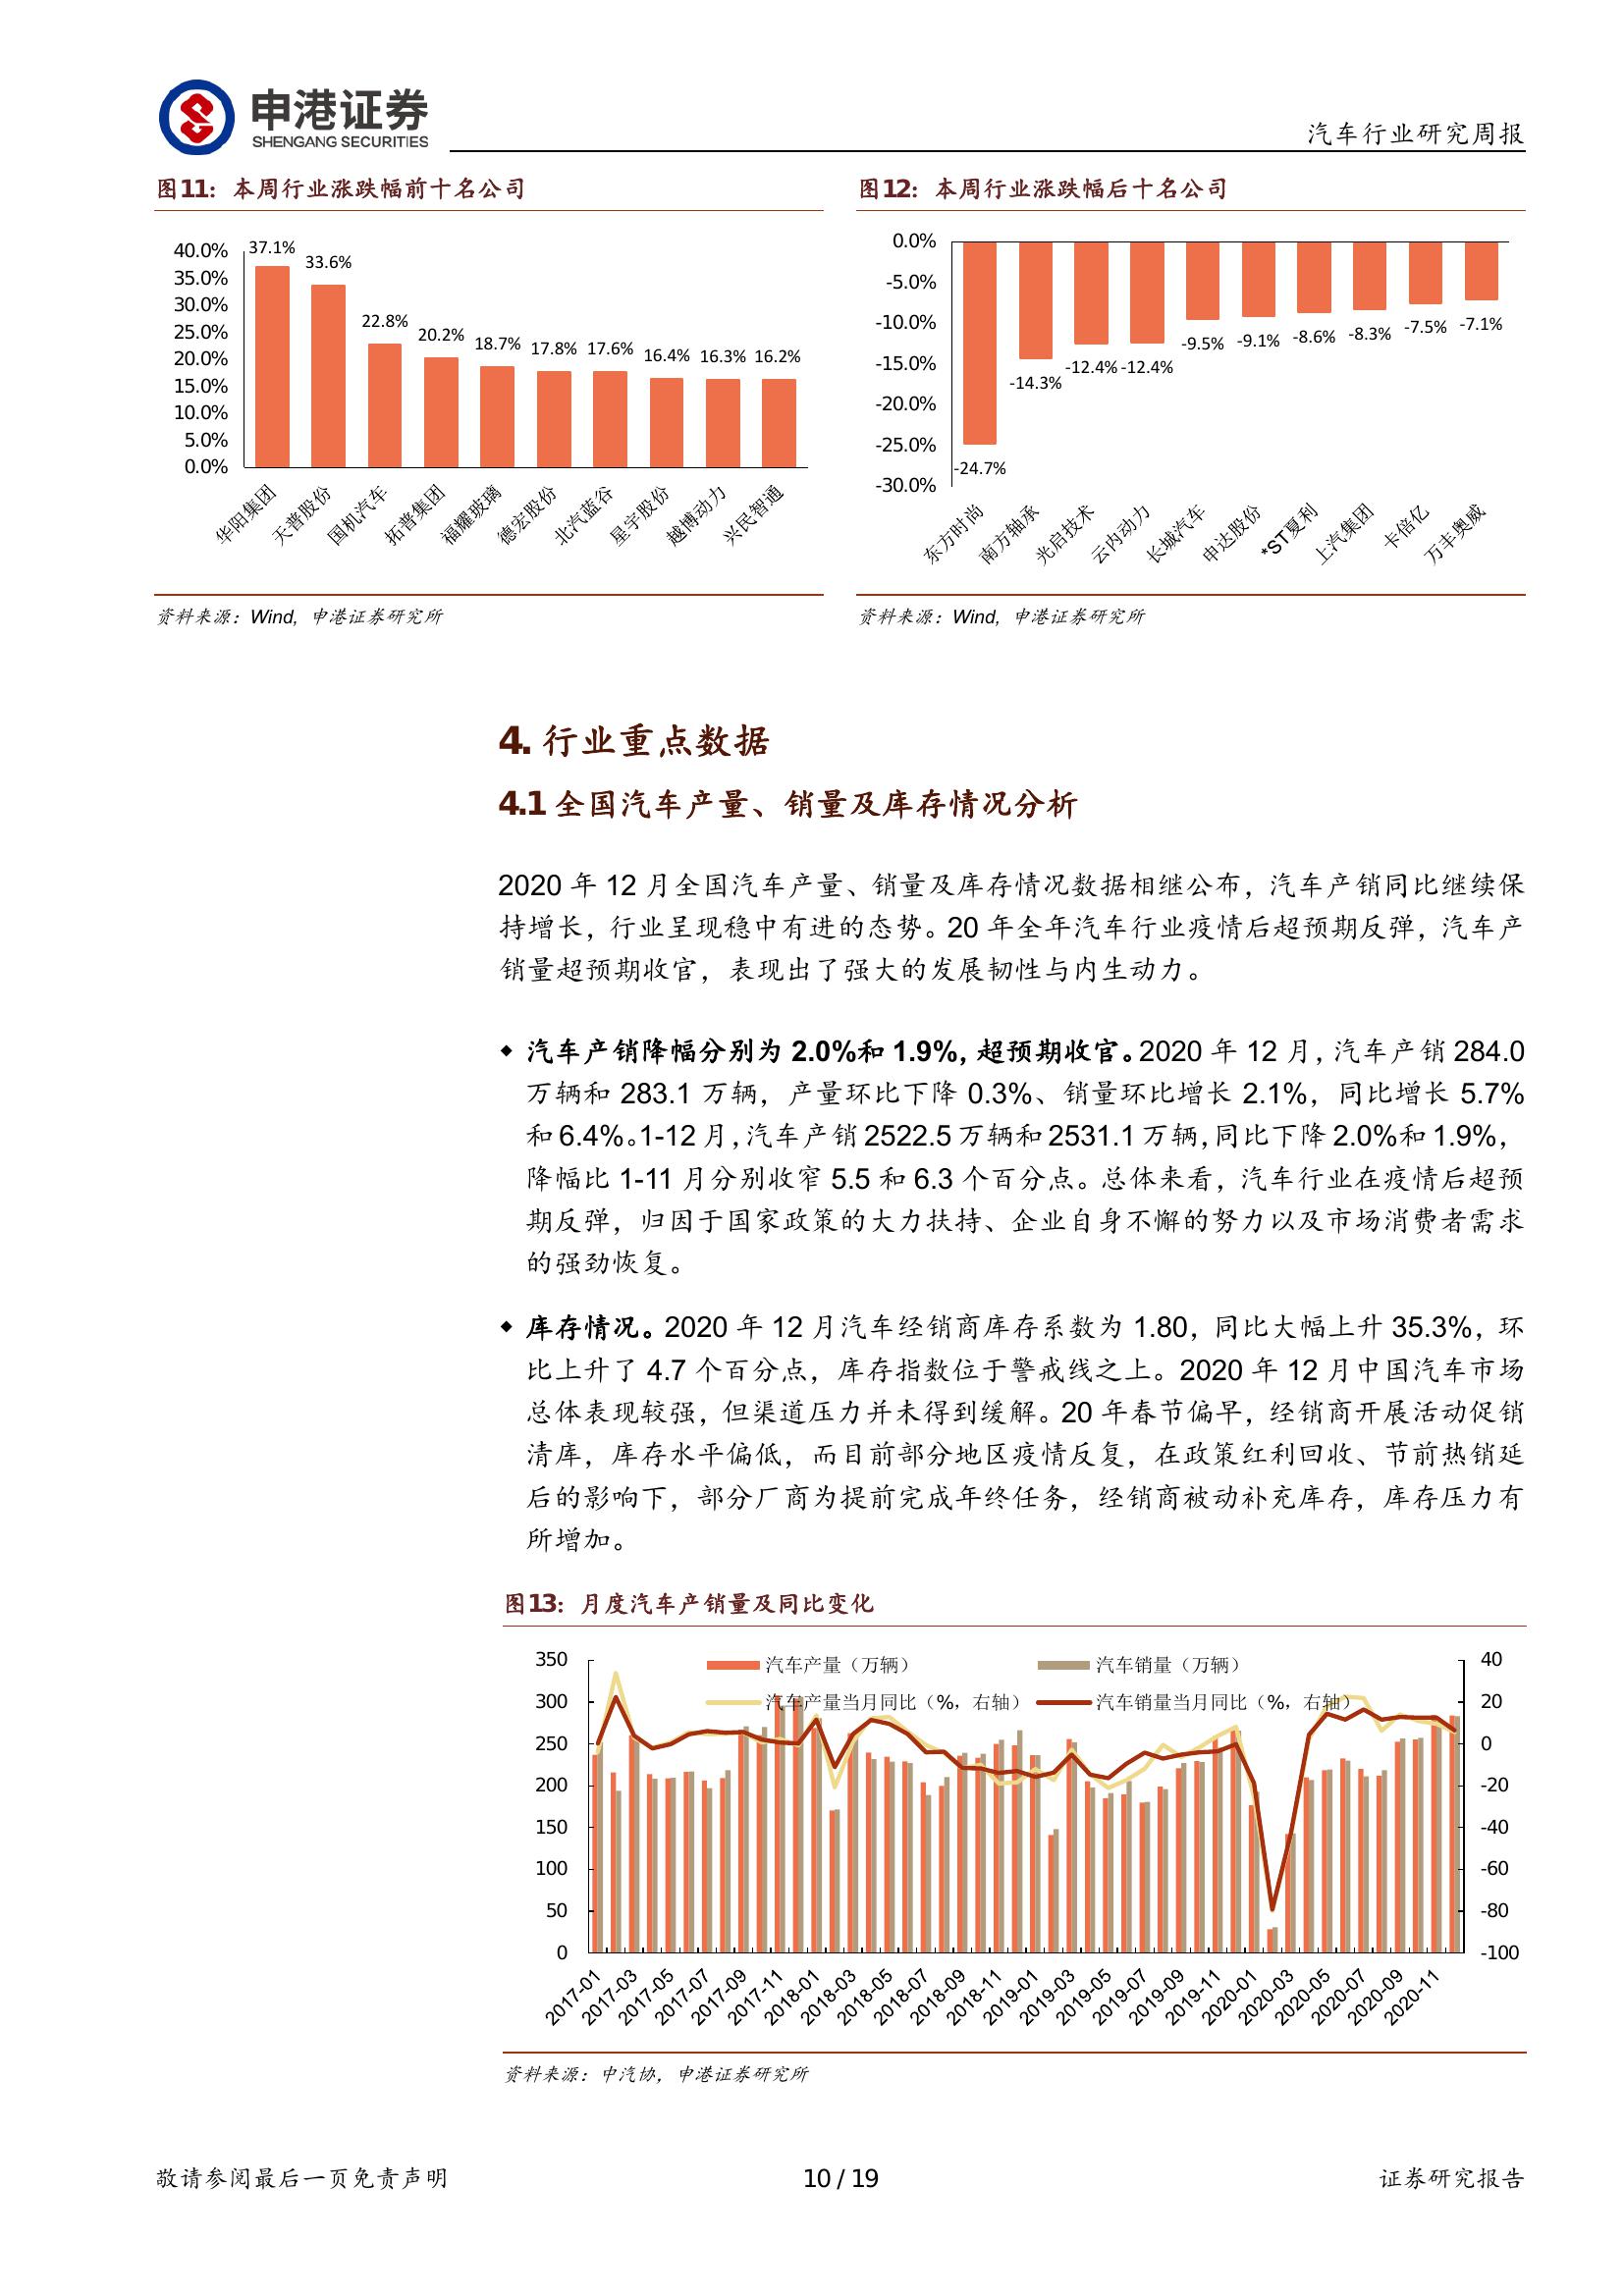 申港证券
SHENGANG SECURITIES
汽车行业研究周报
图11：本周行业涨跌幅前十名公司
40.0%
35.0%
30.0%
25.0%
20.0%
15.0%
10.0%
5.0%
0.0%
37.1%
33.6%
22.8%
20.2%
18.7%
17.8%
17.6%
16.4%
16.3%
16.2%
华阳集团
天普股份
国机汽车
拓普集团
福耀玻璃
德宏股份
北汽蓝谷
星宇股份
越博动力
兴民智通
资料来源：Wind，申港证券研究所
图12：本周行业涨跌幅后十名公司
0.0%
-5.0%
-10.0%
-15.0%
-20.0%
-25.0%
-30.0%
-24.7%
-14.3%
-12.4%
-12.4%
-9.5%
-9.1%
-8.6%
-8.3%
-7.5%
-7.1%
东方时尚
南方轴承
光启技术
云内动力
长城汽车
申达股份
*ST夏利
上汽集团
卡倍亿
万丰奥威
资料来源：Wind，申港证券研究所
4. 行业重点数据
4.1 全国汽车产量、销量及库存情况分析
2020 年 12 月全国汽车产量、销量及库存情况数据相继公布，汽车产销同比继续保
持增长，行业呈现稳中有进的态势。20 年全年汽车行业疫情后超预期反弹，汽车产
销量超预期收官，表现出了强大的发展韧性与内生动力。
◆ 汽车产销降幅分别为 2.0%和 1.9%，超预期收官。2020 年 12 月，汽车产销 284.0
万辆和 283.1 万辆，产量环比下降 0.3%、销量环比增长 2.1%，同比增长 5.7%
和 6.4%。1-12 月，汽车产销 2522.5 万辆和 2531.1 万辆，同比下降 2.0%和 1.9%，
降幅比 1-11 月分别收窄 5.5 和 6.3 个百分点。总体来看，汽车行业在疫情后超预
期反弹，归因于国家政策的大力扶持、企业自身不懈的努力以及市场消费者需求
的强劲恢复。
◆ 库存情况。2020 年 12 月汽车经销商库存系数为 1.80，同比大幅上升 35.3%，环
比上升了 4.7 个百分点，库存指数位于警戒线之上。2020 年 12 月中国汽车市场
总体表现较强，但渠道压力并未得到缓解。20 年春节偏早，经销商开展活动促销
清库，库存水平偏低，而目前部分地区疫情反复，在政策红利回收、节前热销延
后的影响下，部分厂商为提前完成年终任务，经销商被动补充库存，库存压力有
所增加。
图13：月度汽车产销量及同比变化
350
300
250
200
150
100
50
0
汽车产量（万辆）
汽车销量（万辆）
汽车产量当月同比（%，右轴）
汽车销量当月同比（%，右轴）
40
20
0
-20
-40
-60
-80
-100
2017-01
2017-03
2017-05
2017-07
2017-09
2017-11
2018-01
2018-03
2018-05
2018-07
2018-09
2018-11
2019-01
2019-03
2019-05
2019-07
2019-09
2019-11
2020-01
2020-03
2020-05
2020-07
2020-09
2020-11
资料来源：中汽协，申港证券研究所
敬请参阅最后一页免责声明
10 / 19
证券研究报告